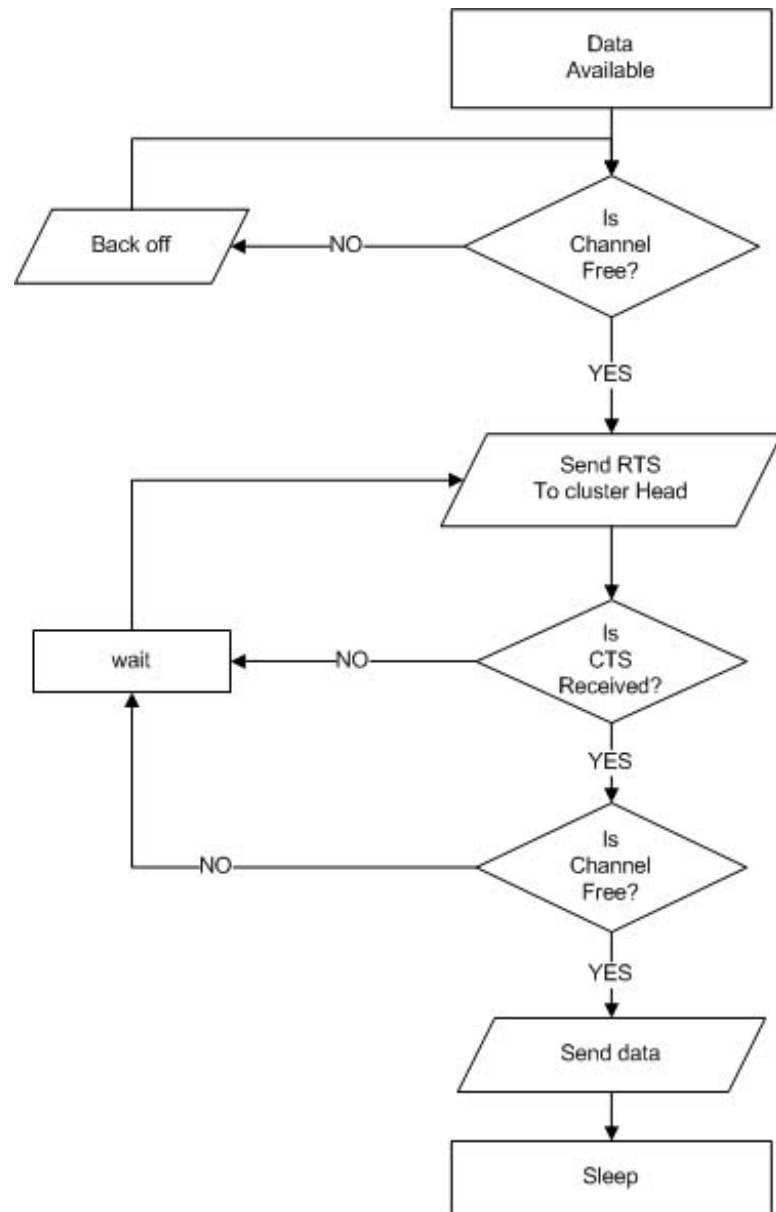 Data
Available
Is
Channel
Free?
NO
Back off
YES
Send RTS
To cluster Head
Is
CTS
Received?
NO
wait
YES
Is
Channel
Free?
NO
YES
Send data
Sleep